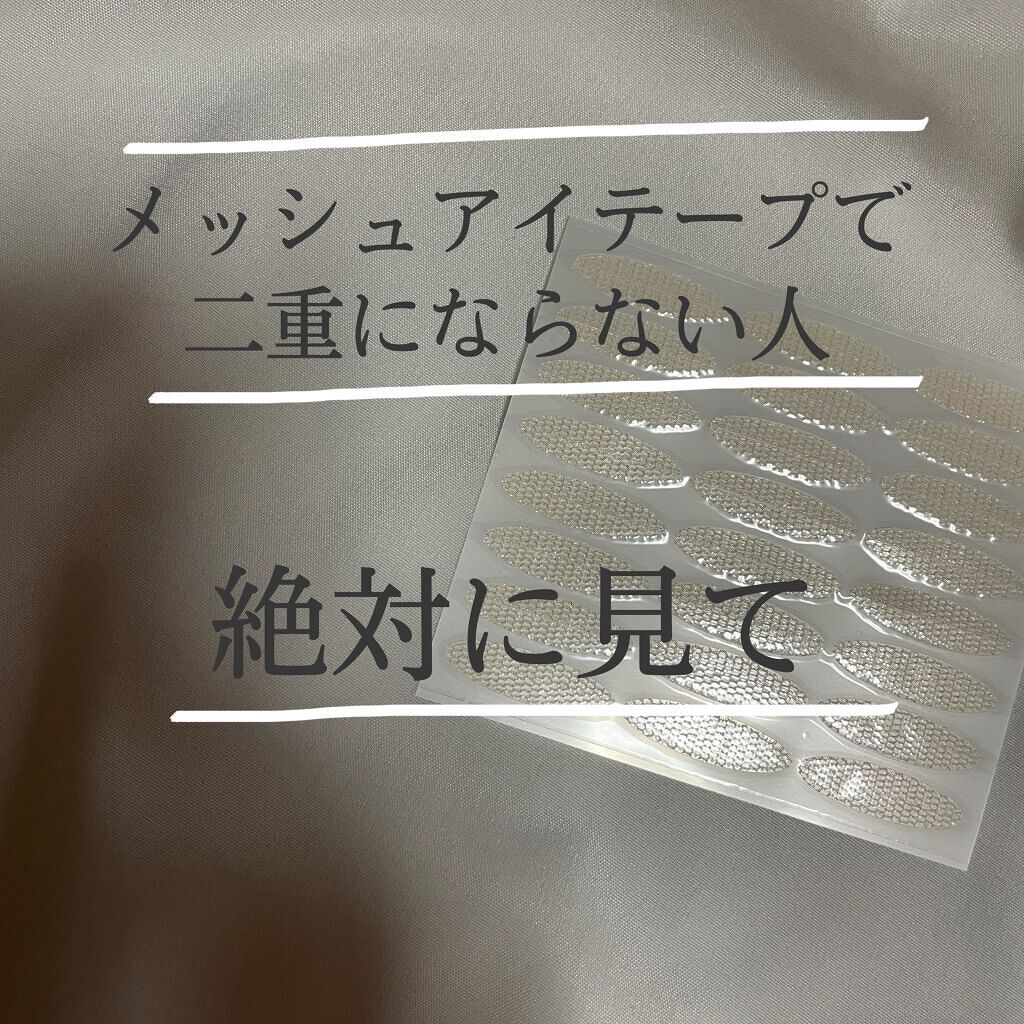 メッシュアイテープで
二重にならない人
絶対に見て